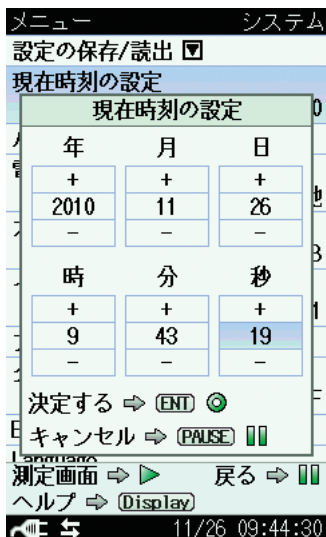 メニュー システム
設定の保存/読出 ▼
現在時刻の設定
現在時刻の設定
年 月 日
+ + +
2010 11 26
− − −
時 分 秒
+ + +
9 43 19
− − −
決定する ⇨ ENT ◎
キャンセル ⇨ PAUSE
Language
測定画面 ⇨ ▷ 戻る ⇨
ヘルプ ⇨ Display
11/26 09:44:30